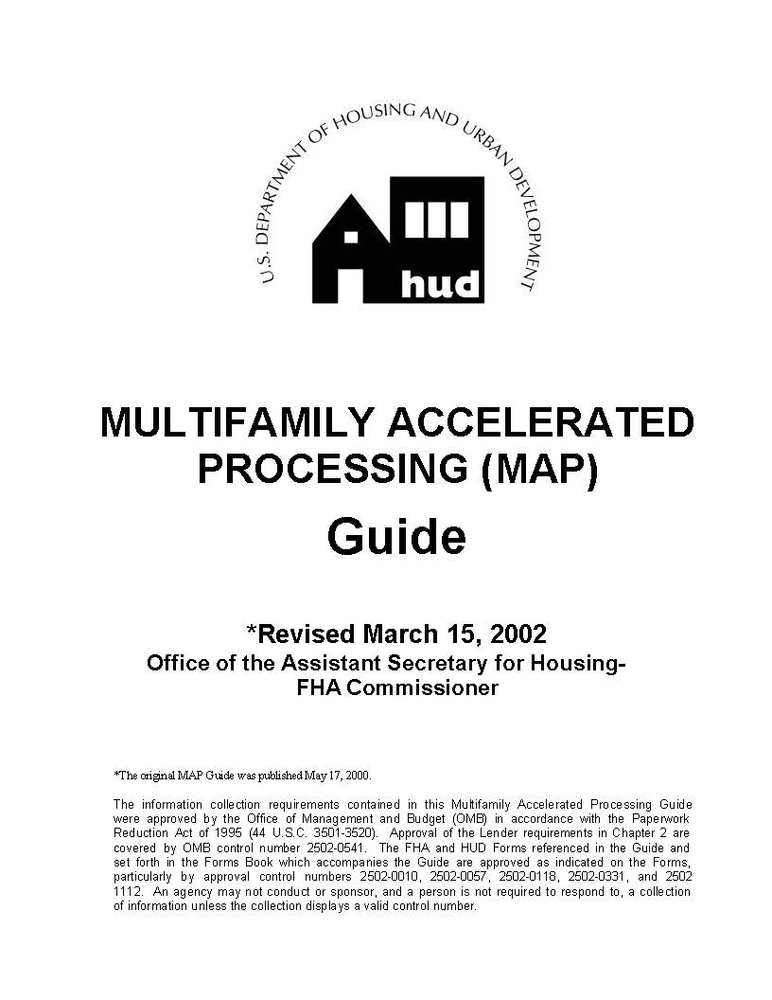 U.S. DEPARTMENT OF HOUSING AND URBAN DEVELOPMENT
hud
MULTIFAMILY ACCELERATED
PROCESSING (MAP)
Guide
*Revised March 15, 2002
Office of the Assistant Secretary for Housing-
FHA Commissioner
*The original MAP Guide was published May 17, 2000.
The information collection requirements contained in this Multifamily Accelerated Processing Guide
were approved by the Office of Management and Budget (OMB) in accordance with the Paperwork
Reduction Act of 1995 (44 U.S.C. 3501-3520). Approval of the Lender requirements in Chapter 2 are
covered by OMB control number 2502-0541. The FHA and HUD Forms referenced in the Guide and
set forth in the Forms Book which accompanies the Guide are approved as indicated on the Forms,
particularly by approval control numbers 2502-0010, 2502-0057, 2502-0118, 2502-0331, and 2502
1112. An agency may not conduct or sponsor, and a person is not required to respond to, a collection
of information unless the collection displays a valid control number.